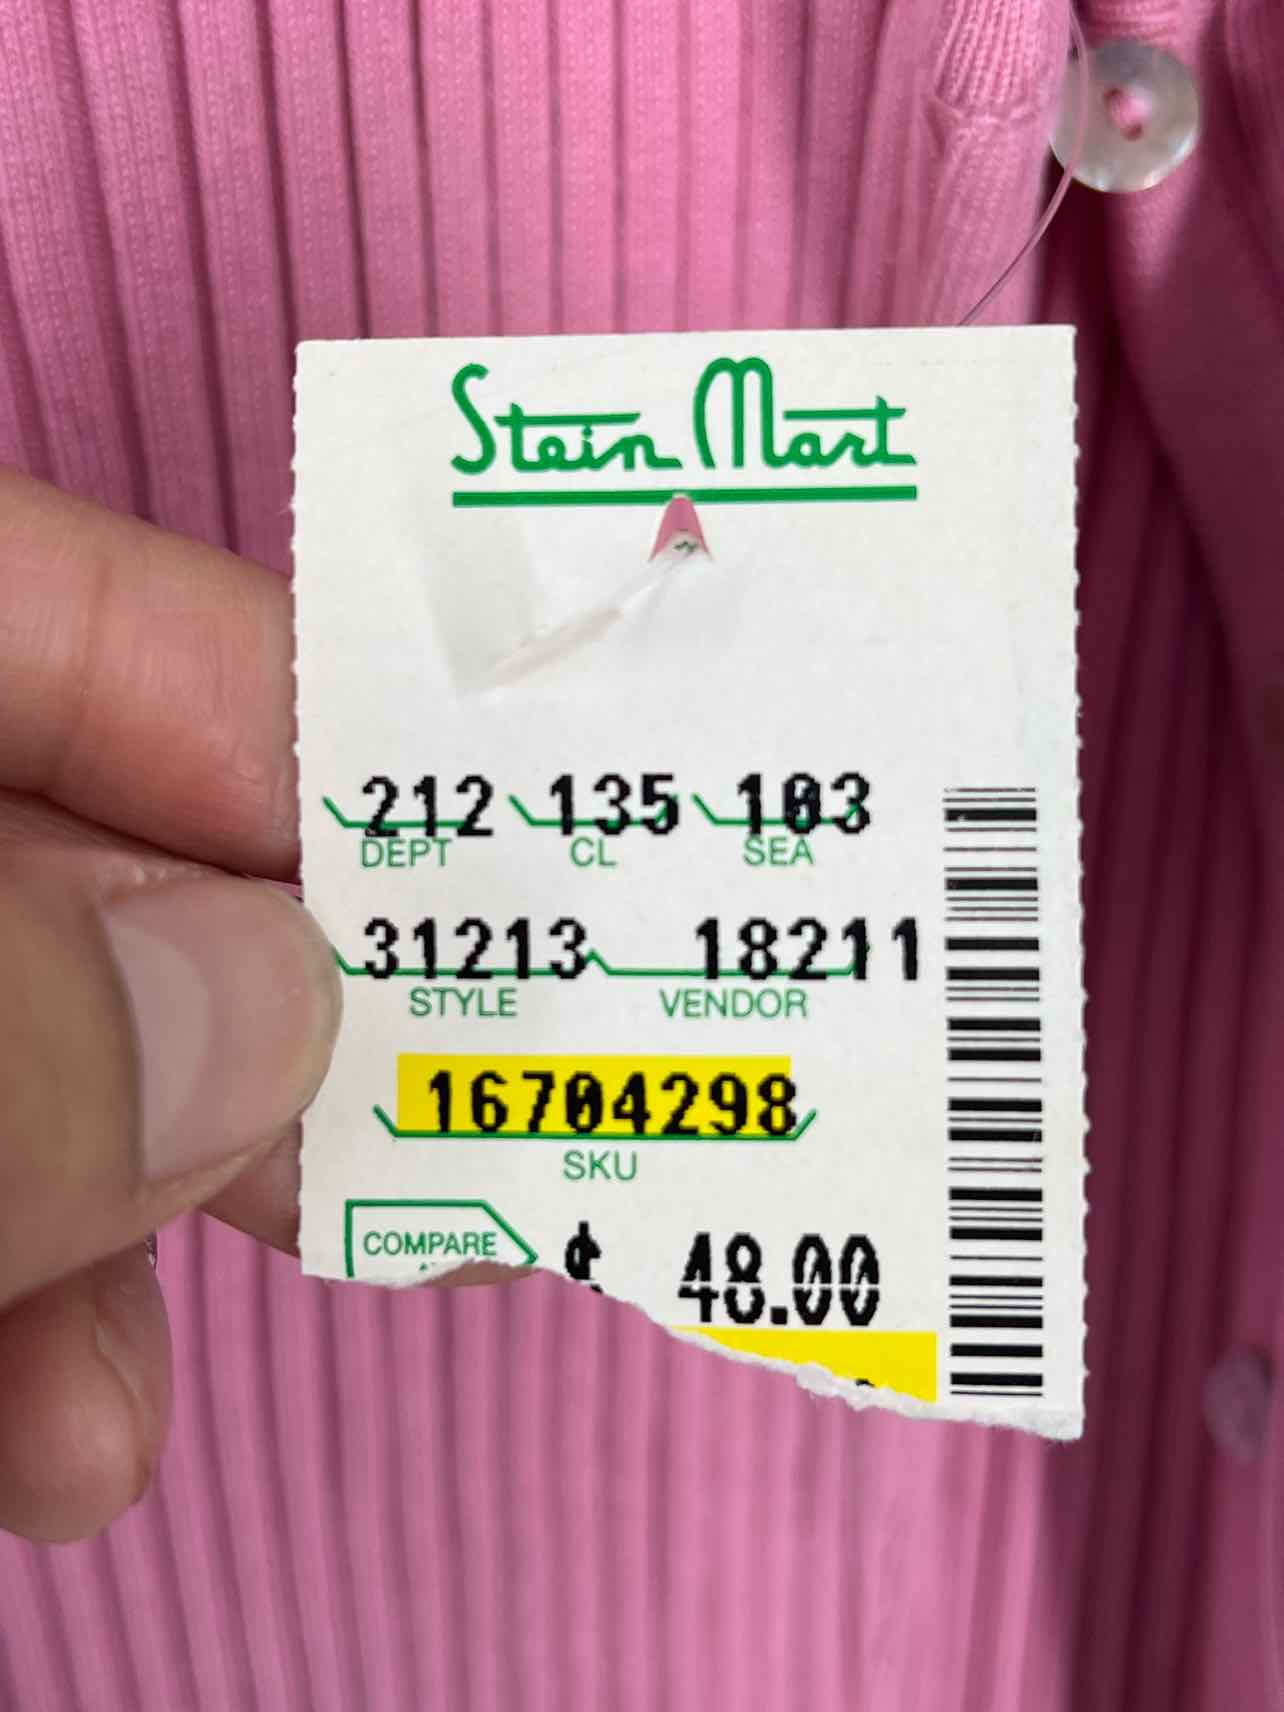 Stein Mart
212 135 103
DEPT CL SEA
31213 18211
STYLE VENDOR
16704298
SKU
COMPARE $ 48.00